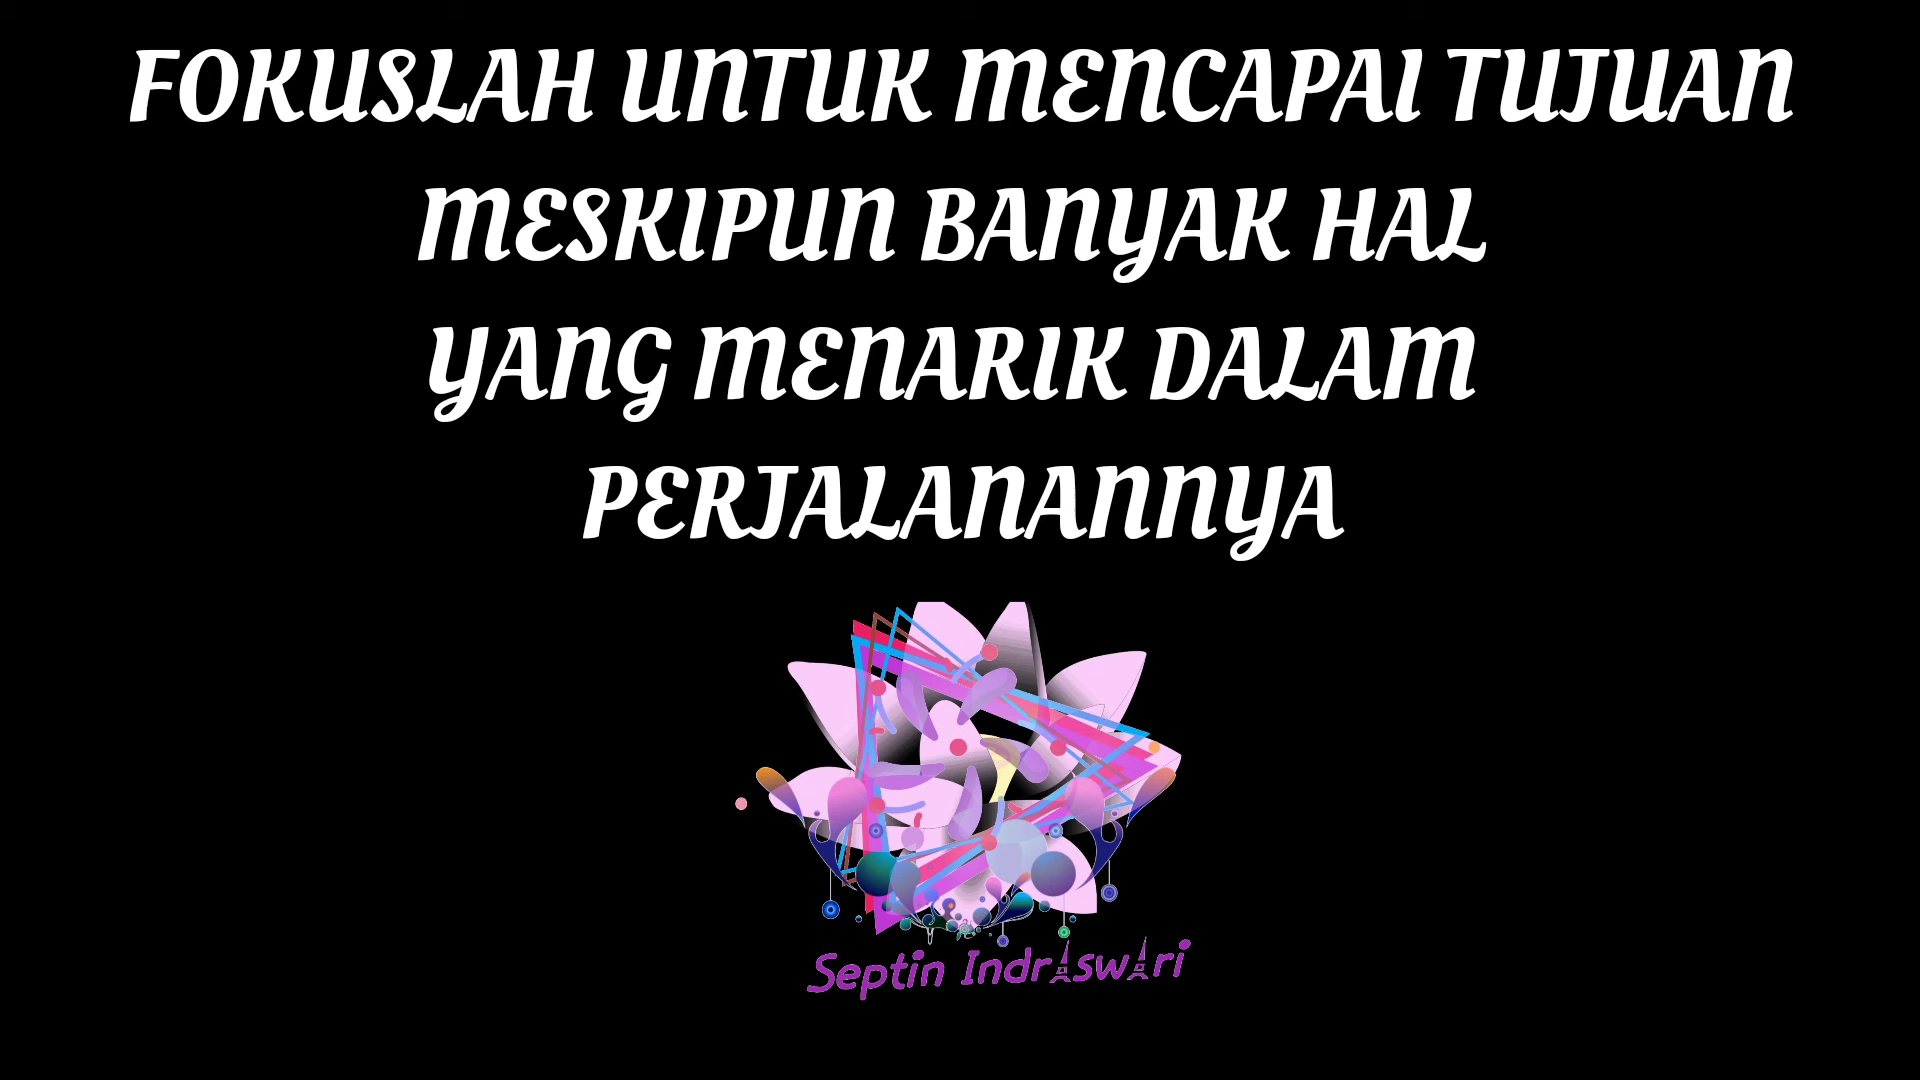 FOKUSLAH UNTUK MENCAPAI TUJUAN
MESKIPUN BANYAK HAL
YANG MENARIK DALAM
PERJALANANNYA
Septin Indraswari